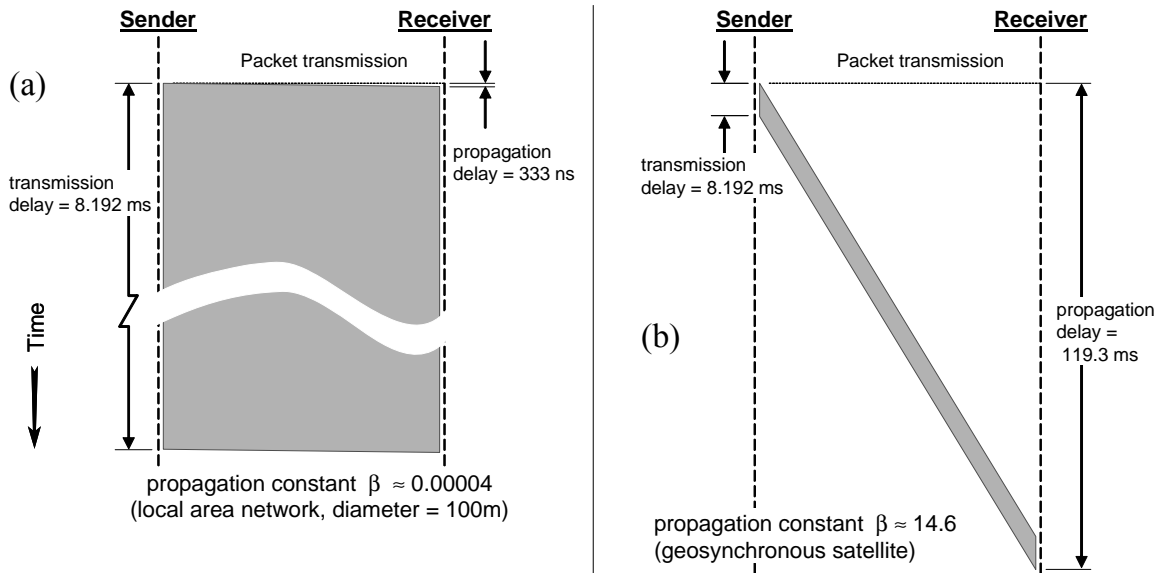 Sender
Receiver
Packet transmission
(a)
propagation
delay = 333 ns
transmission
delay = 8.192 ms
Time
propagation constant β ≈ 0.00004
(local area network, diameter = 100m)
Sender
Receiver
Packet transmission
transmission
delay = 8.192 ms
(b)
propagation
delay =
119.3 ms
propagation constant β ≈ 14.6
(geosynchronous satellite)